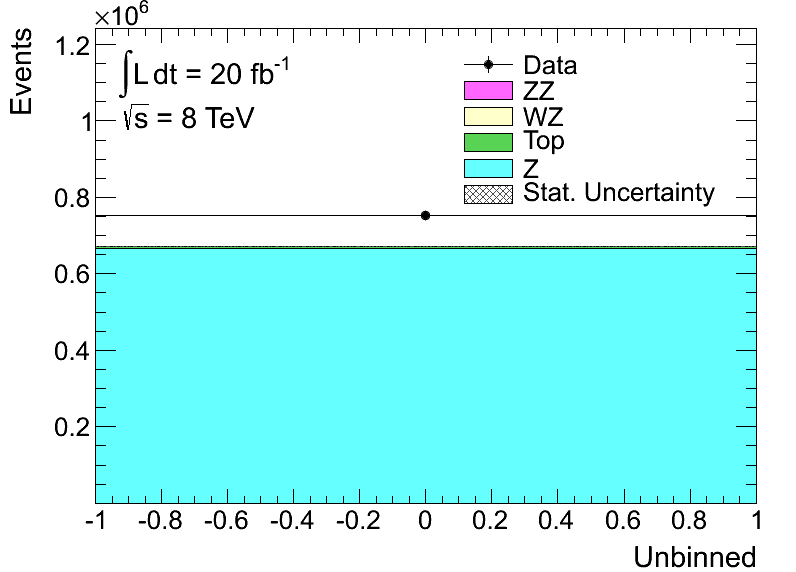 ×10⁶
Events
1.2
1
0.8
0.6
0.4
0.2
∫L dt = 20 fb⁻¹
√s = 8 TeV
Data
ZZ
WZ
Top
Z
Stat. Uncertainty
-1 -0.8 -0.6 -0.4 -0.2 0 0.2 0.4 0.6 0.8 1
Unbinned